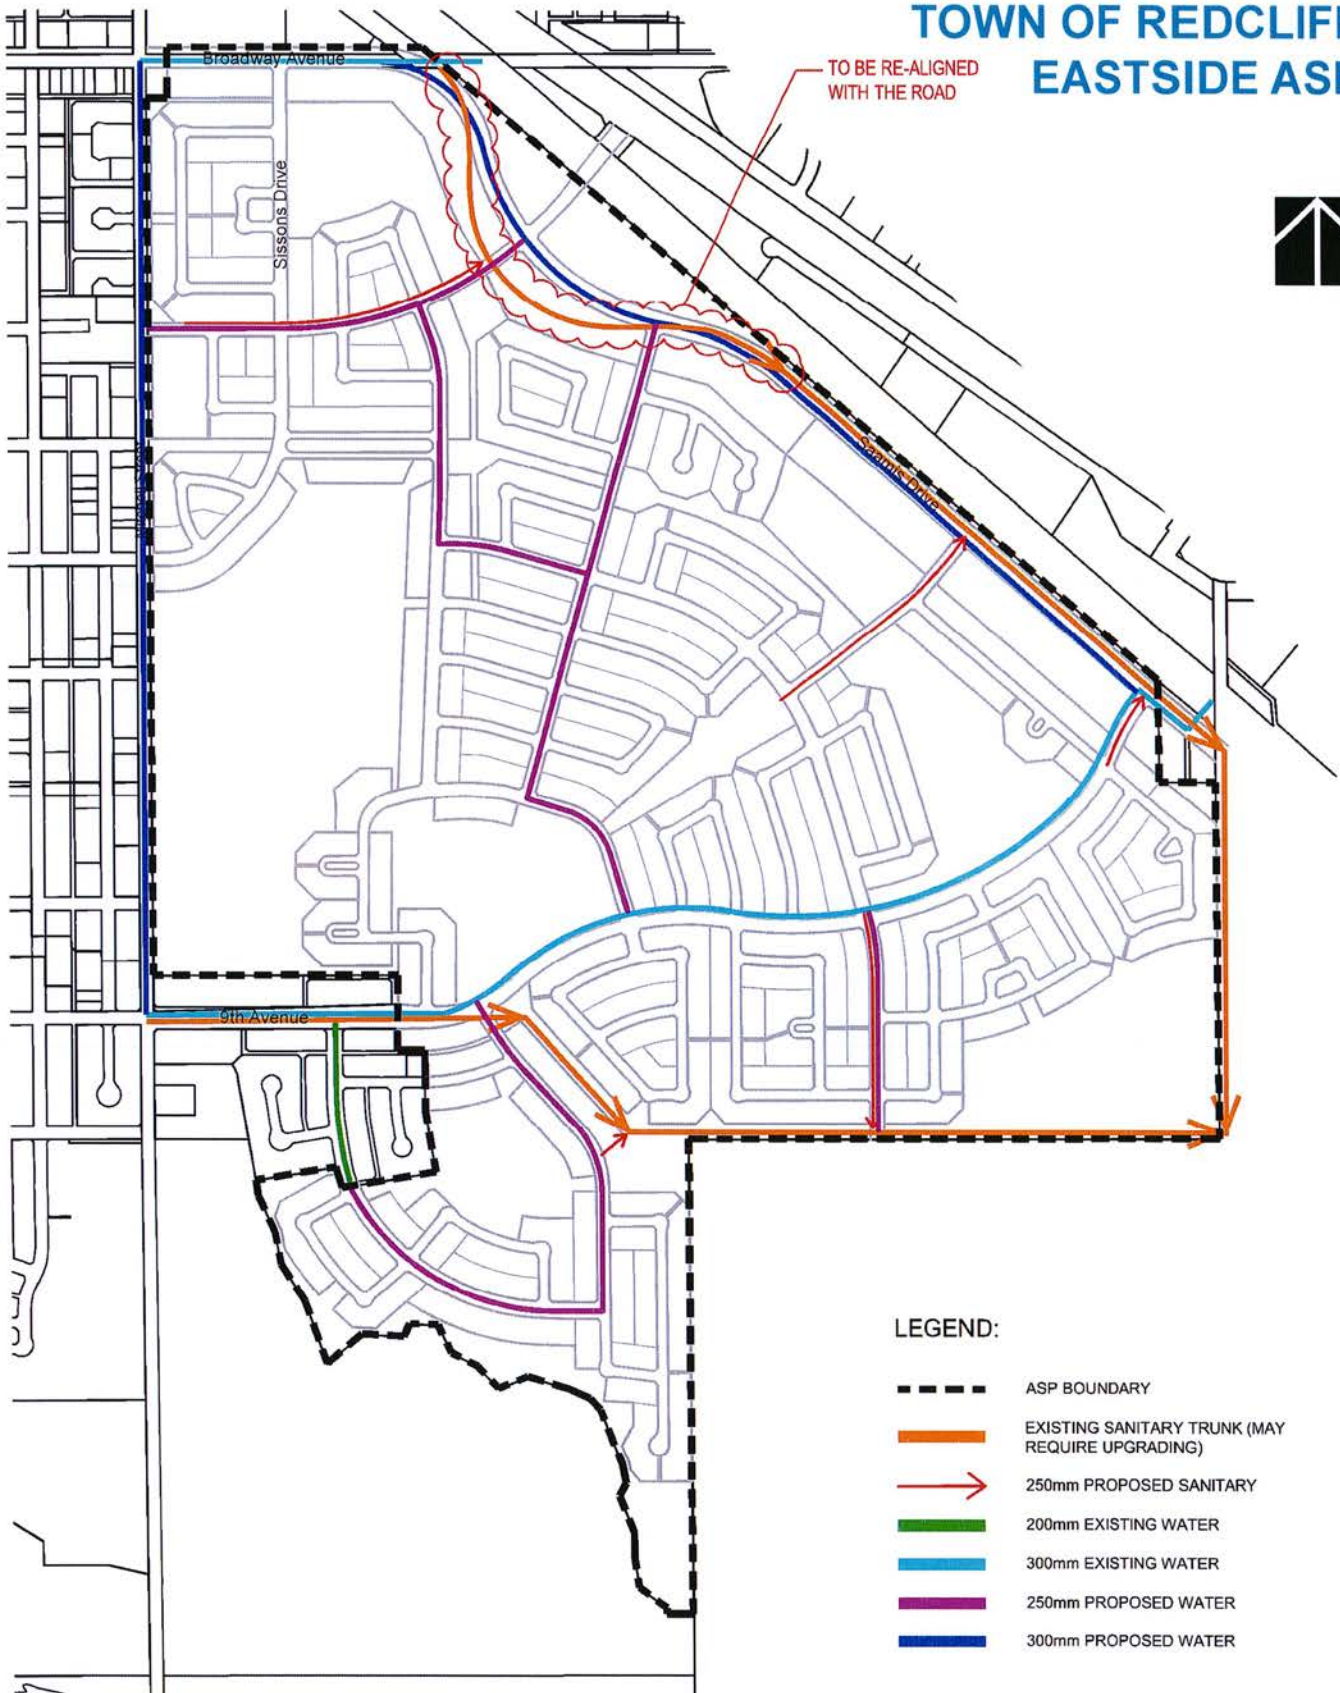 TOWN OF REDCLIFF
EASTSIDE ASP
TO BE RE-ALIGNED
WITH THE ROAD
Broadway Avenue
Sissons Drive
Saamis Drive
9th Avenue
LEGEND:
ASP BOUNDARY
EXISTING SANITARY TRUNK (MAY
REQUIRE UPGRADING)
250mm PROPOSED SANITARY
200mm EXISTING WATER
300mm EXISTING WATER
250mm PROPOSED WATER
300mm PROPOSED WATER